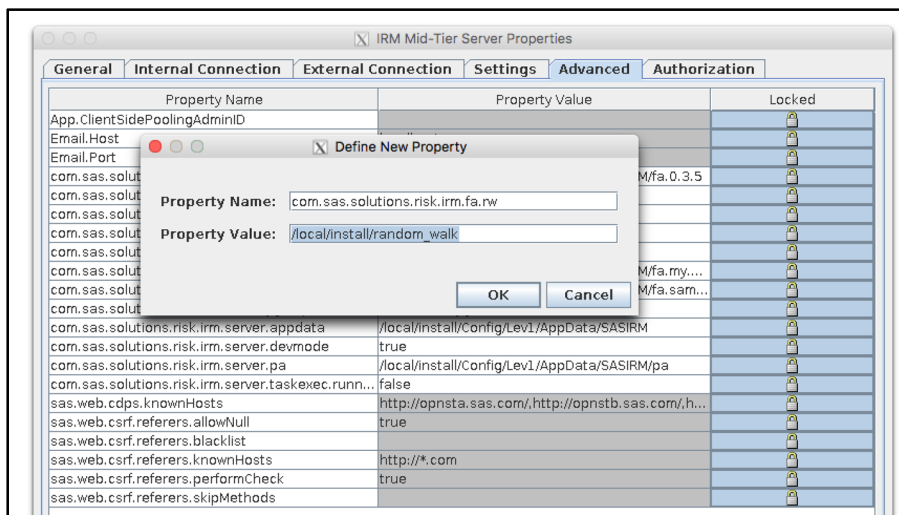 IRM Mid-Tier Server Properties
General Internal Connection External Connection Settings Advanced Authorization
Property Name Property Value Locked
App.ClientSidePoolingAdminID
Email.Host
Email.Port
Define New Property
com.sas.solut M/fa.0.3.5
com.sas.solut
Property Name: com.sas.solutions.risk.irm.fa.rw
com.sas.solut
Property Value: /local/install/random_walk
com.sas.solut
com.sas.solut
com.sas.solut M/fa.my....
com.sas.solut M/fa.sam...
OK Cancel
com.sas.solut
com.sas.solutions.risk.irm.server.appdata /local/install/Config/Lev1/AppData/SASIRM
com.sas.solutions.risk.irm.server.devmode true
com.sas.solutions.risk.irm.server.pa /local/install/Config/Lev1/AppData/SASIRM/pa
com.sas.solutions.risk.irm.server.taskexec.runn... false
sas.web.cdps.knownHosts http://opnsta.sas.com/,http://opnstb.sas.com/,h...
sas.web.csrf.referers.allowNull true
sas.web.csrf.referers.blacklist
sas.web.csrf.referers.knownHosts http://*.com
sas.web.csrf.referers.performCheck true
sas.web.csrf.referers.skipMethods